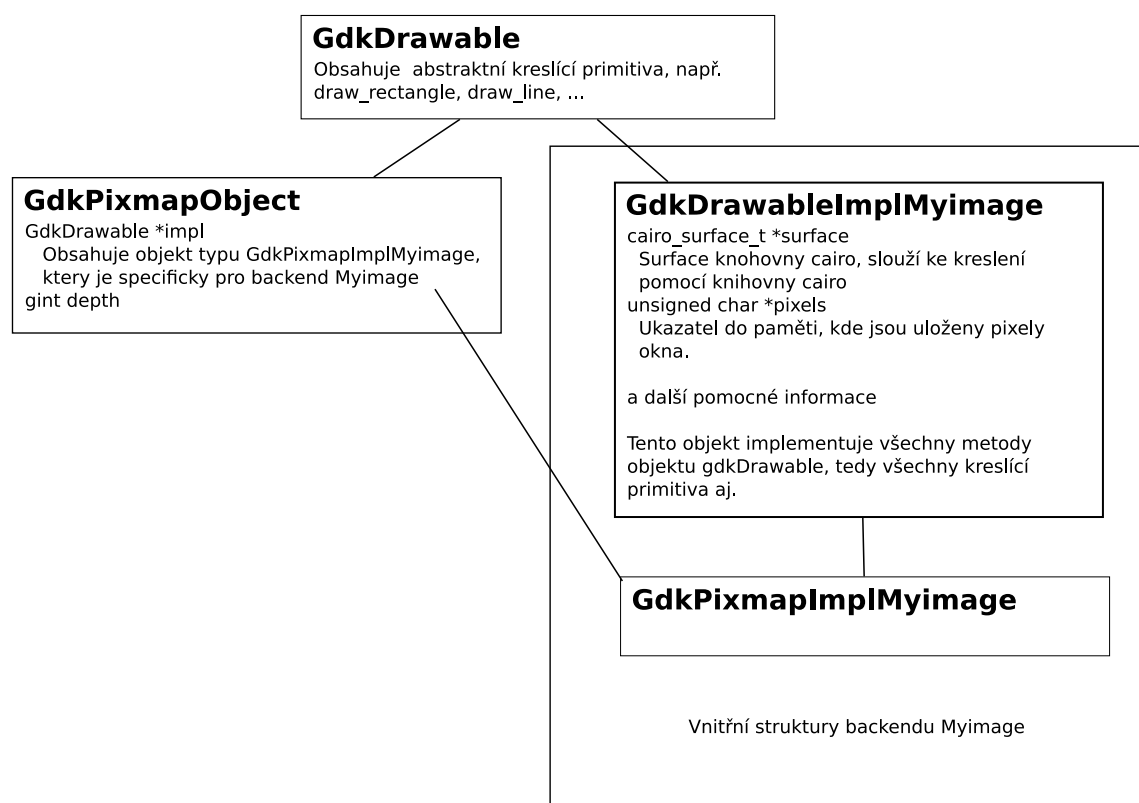 GdkDrawable
Obsahuje  abstraktní kreslící primitiva, např.
draw_rectangle, draw_line, ...
GdkPixmapObject
GdkDrawable *impl
Obsahuje objekt typu GdkPixmapImplMyimage,
ktery je specificky pro backend Myimage
gint depth
GdkDrawableImplMyimage
cairo_surface_t *surface
Surface knohovny cairo, slouží ke kreslení
pomocí knihovny cairo
unsigned char *pixels
Ukazatel do paměti, kde jsou uloženy pixely
okna.
a další pomocné informace
Tento objekt implementuje všechny metody
objektu gdkDrawable, tedy všechny kreslící
primitiva aj.
GdkPixmapImplMyimage
Vnitřní struktury backendu Myimage